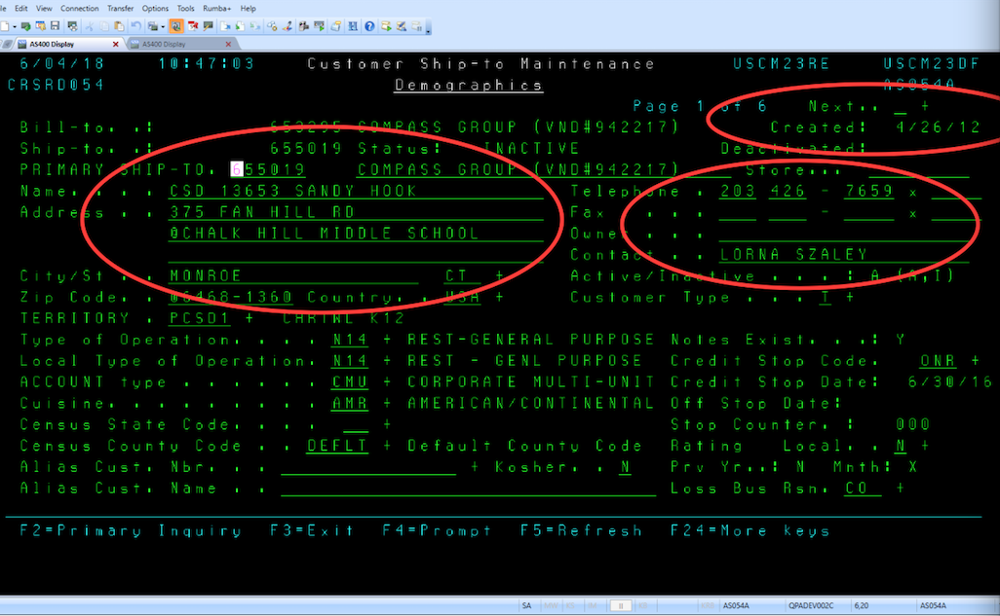 le Edit View Connection Transfer Options Tools Rumba+ Help
AS400 Display x AS400 Display x
6/04/18 10:47:03 Customer Ship-to Maintenance USCM23RE USCM23DF
CRSRD054 Demographics AS054A
Page 1 of 6 Next.. _ +
Bill-to. .: 653295 COMPASS GROUP (VND#942217) Created: 4/26/12
Ship-to. .: 655019 Status: INACTIVE Deactivated:
PRIMARY SHIP-TO. 655019 COMPASS GROUP (VND#942217) Store...
Name. . . . CSD 13653 SANDY HOOK Telephone . 203 426 - 7659 x
Address . . 375 FAN HILL RD Fax . . . - x
@CHALK HILL MIDDLE SCHOOL Owner . . .
Contact . . LORNA SZALEY
City/St . . MONROE CT + Active/Inactive . . . : A (A,I)
Zip Code. . 06468-1360 Country. . USA + Customer Type . . . I +
TERRITORY . PCSD1 + CHRTWL K12
Type of Operation. . . . N14 + REST-GENERAL PURPOSE Notes Exist. . .: Y
Local Type of Operation. N14 + REST - GENL PURPOSE Credit Stop Code. ONR +
ACCOUNT type . . . . . . CMU + CORPORATE MULTI-UNIT Credit Stop Date: 6/30/16
Cuisine. . . . . . . . . AMR + AMERICAN/CONTINENTAL Off Stop Date:
Census State Code. . . . __ + Stop Counter. : 000
Census County Code . . DEFLT + Default County Code Rating Local. . N +
Alias Cust. Nbr. . . + Kosher. . N Prv Yr..: N Mnth: X
Alias Cust. Name . . Loss Bus Rsn. CO +
F2=Primary Inquiry F3=Exit F4=Prompt F5=Refresh F24=More keys
SA MW KS IM II KB AS054A QPADEV002C 6,20 AS054A